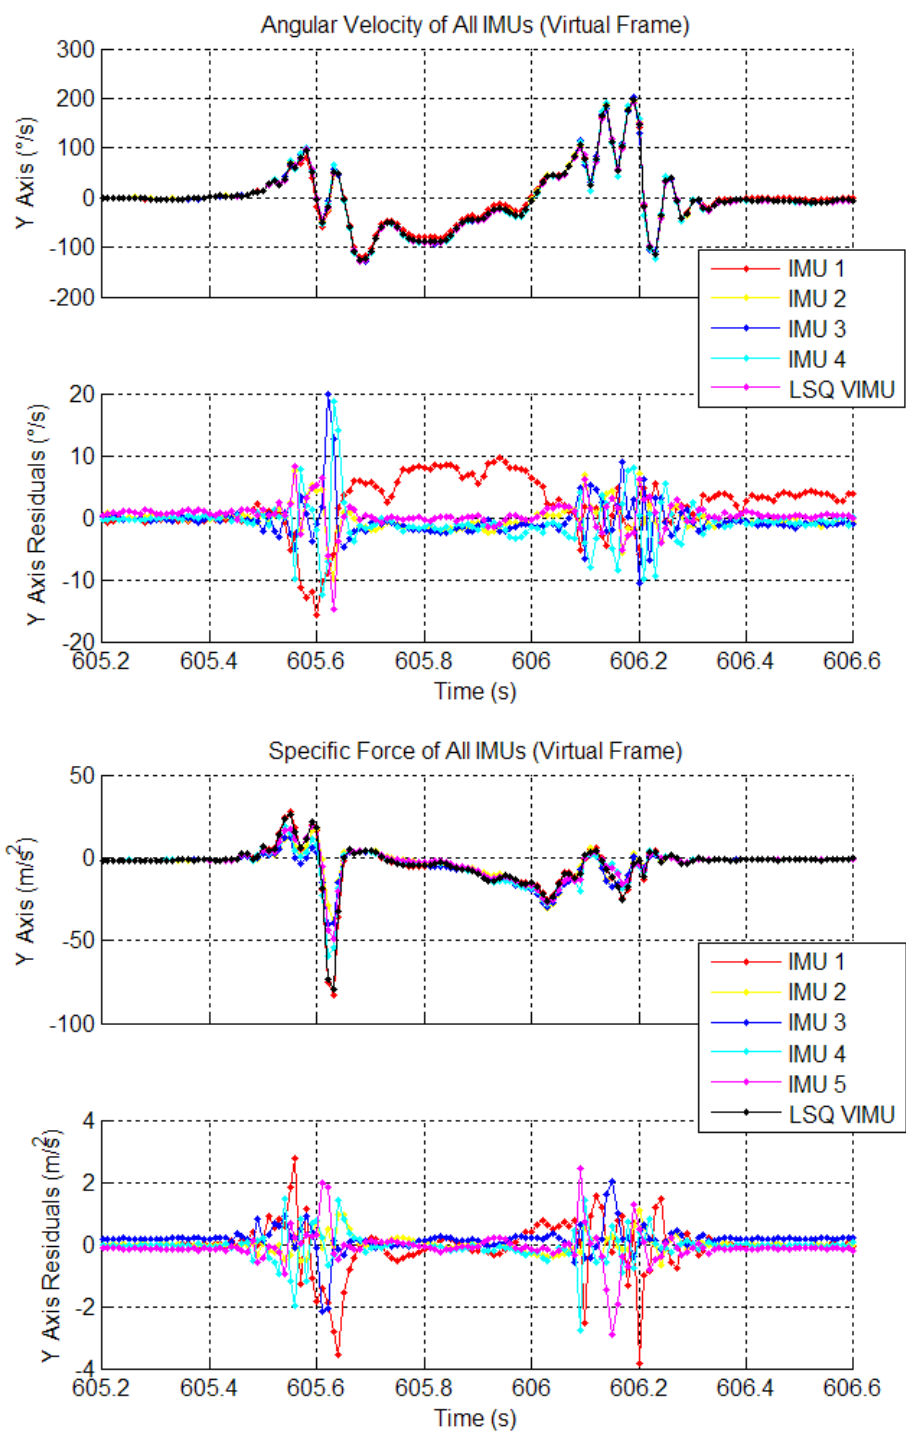 Angular Velocity of All IMUs (Virtual Frame)
Y Axis (°/s)
300
200
100
0
-100
-200
IMU 1
IMU 2
IMU 3
IMU 4
LSQ VIMU
Y Axis Residuals (°/s)
20
10
0
-10
-20
605.2 605.4 605.6 605.8 606 606.2 606.4 606.6
Time (s)
Specific Force of All IMUs (Virtual Frame)
Y Axis (m/s²)
50
0
-50
-100
IMU 1
IMU 2
IMU 3
IMU 4
IMU 5
LSQ VIMU
Y Axis Residuals (m/s²)
4
2
0
-2
-4
605.2 605.4 605.6 605.8 606 606.2 606.4 606.6
Time (s)